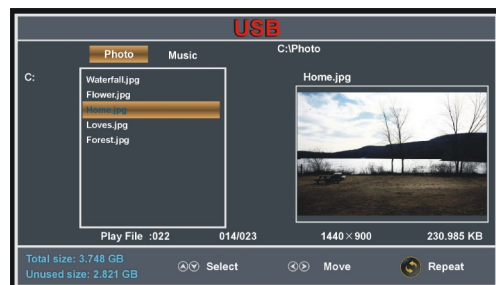 USB
Photo Music C:\Photo
C: Home.jpg
Waterfall.jpg
Flower.jpg
Home.jpg
Loves.jpg
Forest.jpg
Play File :022 014/023 1440×900 230.985 KB
Total size: 3.748 GB
Unused size: 2.821 GB
Select Move Repeat